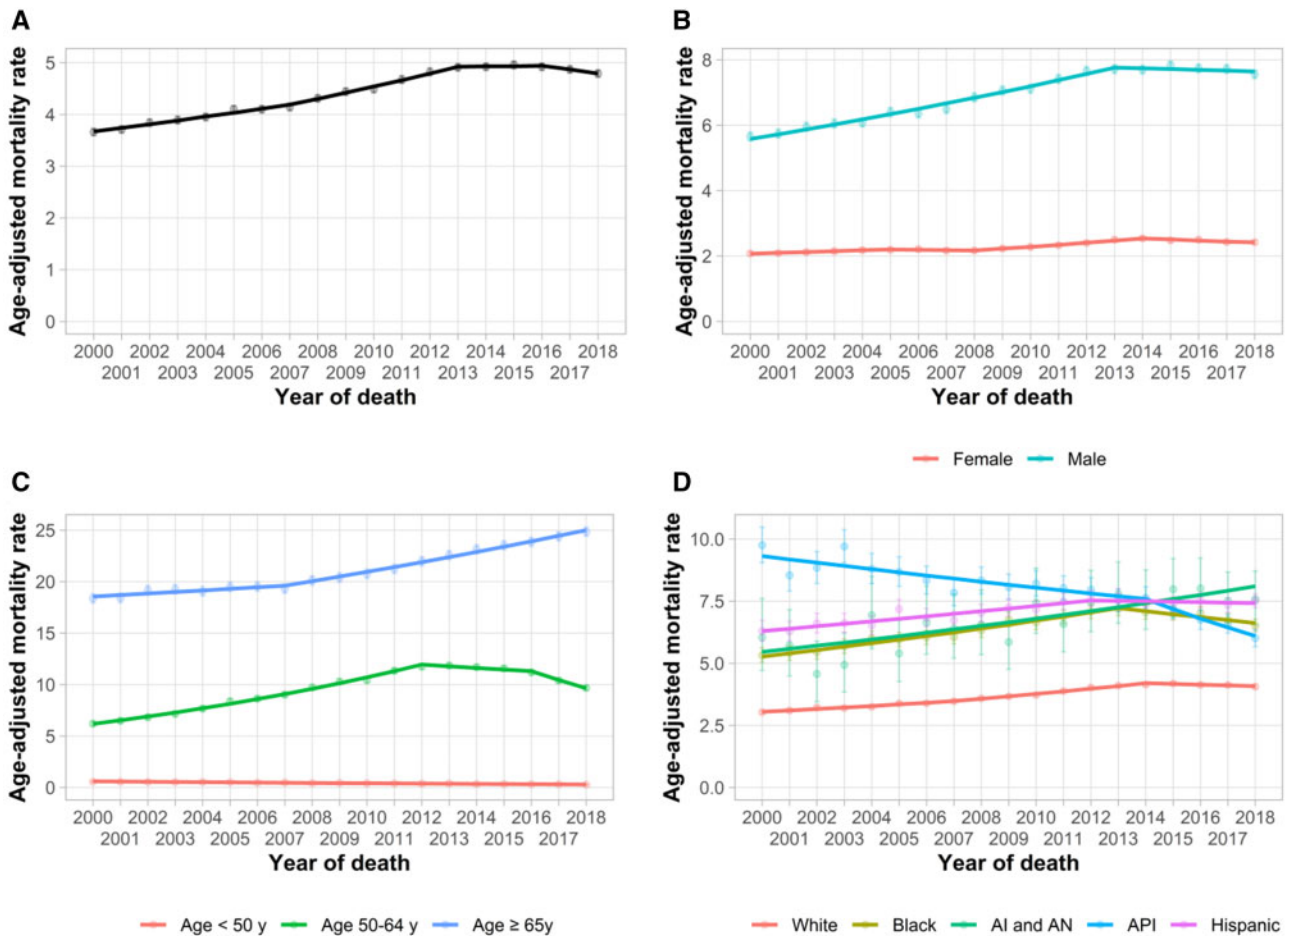 A
Age-adjusted mortality rate
5
4
3
2
1
0
2000 2002 2004 2006 2008 2010 2012 2014 2016 2018
2001 2003 2005 2007 2009 2011 2013 2015 2017
Year of death
B
Age-adjusted mortality rate
8
6
4
2
0
2000 2002 2004 2006 2008 2010 2012 2014 2016 2018
2001 2003 2005 2007 2009 2011 2013 2015 2017
Year of death
Female Male
C
Age-adjusted mortality rate
25
20
15
10
5
0
2000 2002 2004 2006 2008 2010 2012 2014 2016 2018
2001 2003 2005 2007 2009 2011 2013 2015 2017
Year of death
Age < 50 y Age 50-64 y Age ≥ 65y
D
Age-adjusted mortality rate
10.0
7.5
5.0
2.5
0.0
2000 2002 2004 2006 2008 2010 2012 2014 2016 2018
2001 2003 2005 2007 2009 2011 2013 2015 2017
Year of death
White Black AI and AN API Hispanic